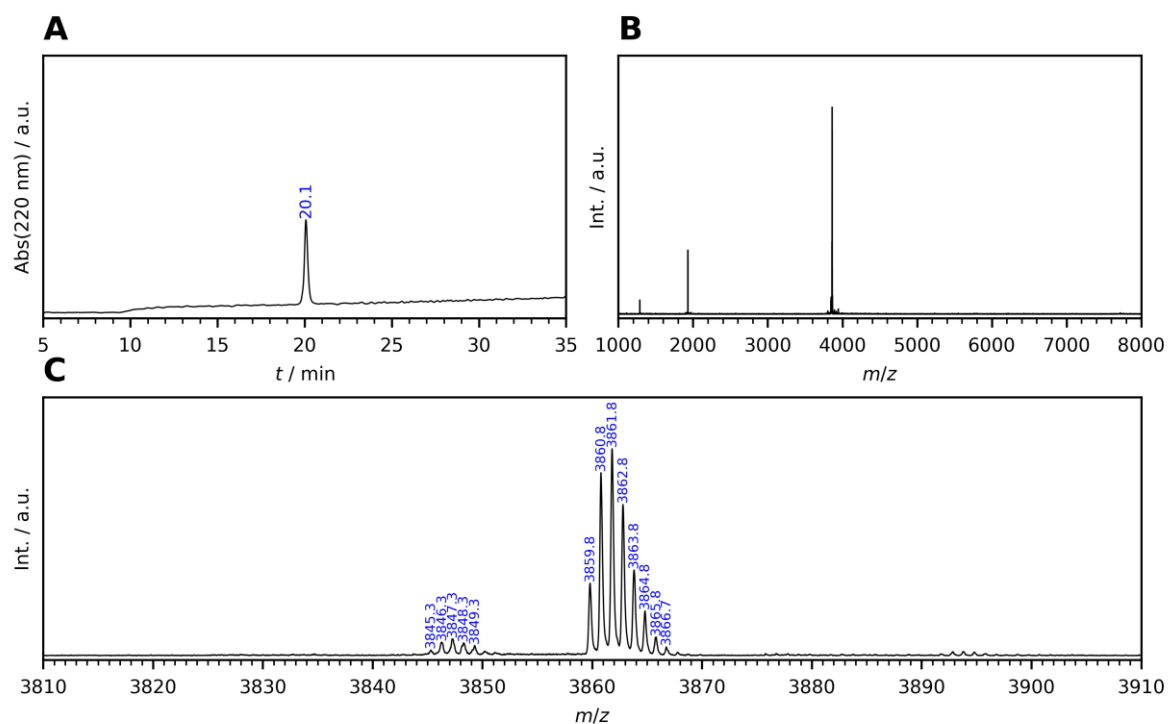 A
Abs(220 nm) / a.u.
20.1
5 10 15 20 25 30 35
t / min
B
Int. / a.u.
1000 2000 3000 4000 5000 6000 7000 8000
m/z
C
Int. / a.u.
3845.3
3846.3
3847.3
3848.3
3849.3
3859.8
3860.8
3861.8
3862.8
3863.8
3864.8
3865.8
3866.7
3810 3820 3830 3840 3850 3860 3870 3880 3890 3900 3910
m/z